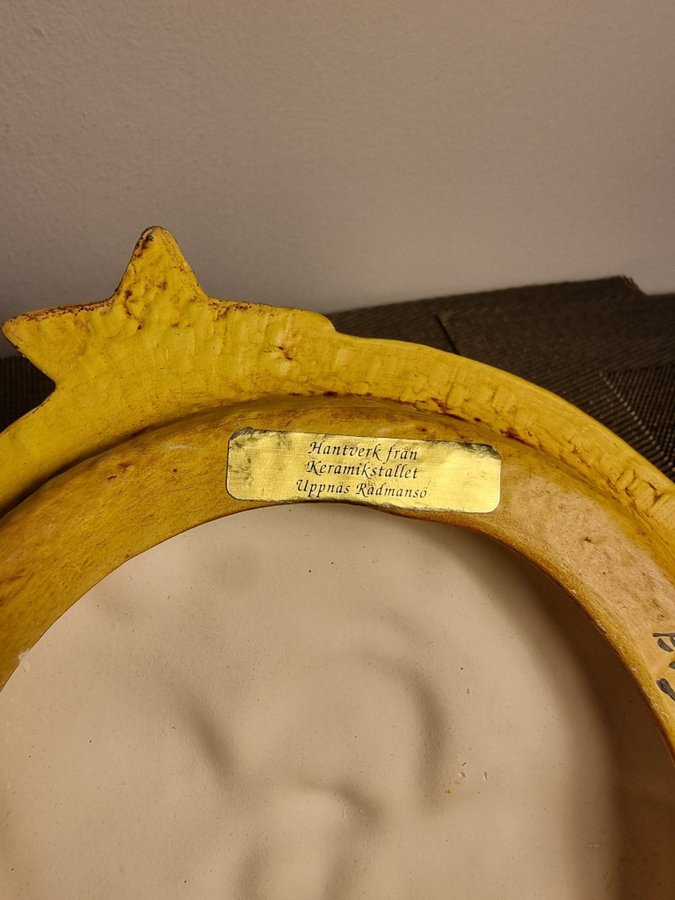 Hantverk från
Keramikstallet
Uppnäs Rådmansö